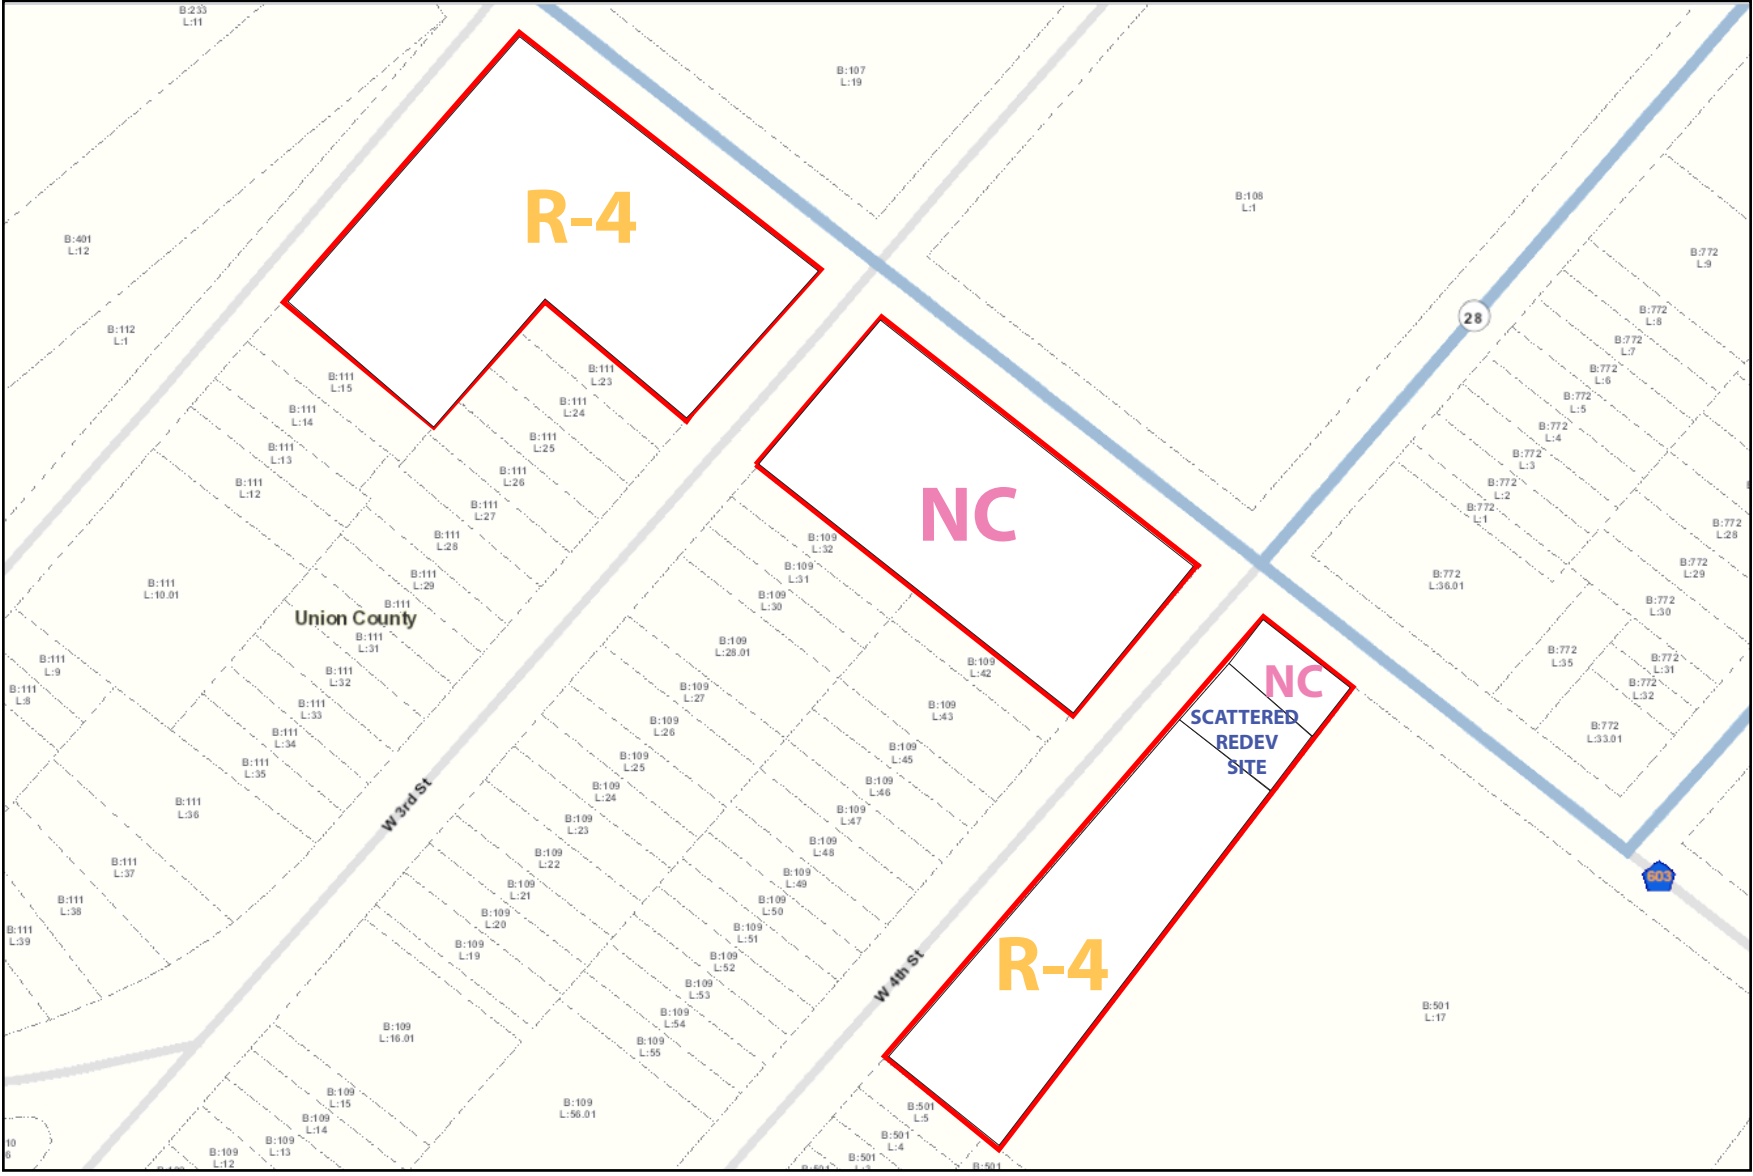 B:233
L:11
B:107
L:19
B:401
L:12
B:108
L:1
R-4
B:112
L:1
B:772
L:9
28
B:772
L:8
B:772
L:7
B:772
L:6
B:772
L:5
B:772
L:4
B:772
L:3
B:772
L:2
B:772
L:1
B:111
L:15
B:111
L:23
B:111
L:14
B:111
L:24
B:111
L:13
B:111
L:25
B:111
L:12
B:111
L:26
B:111
L:27
B:111
L:28
B:111
L:29
NC
B:772
L:28
B:772
L:29
B:772
L:36.01
B:772
L:30
B:109
L:32
B:109
L:31
B:109
L:30
B:111
L:10.01
B:111
Union County
B:111
L:31
B:109
L:28.01
B:111
L:9
B:111
L:8
B:111
L:32
B:109
L:42
B:772
L:35
B:772
L:31
B:772
L:32
B:772
L:33.01
NC
SCATTERED
REDEV
SITE
B:109
L:27
B:109
L:43
B:111
L:33
B:111
L:34
B:111
L:35
B:109
L:26
B:109
L:25
B:109
L:45
B:109
L:46
B:109
L:24
B:109
L:47
B:111
L:36
W 3rd St
B:109
L:23
B:109
L:48
B:111
L:37
B:109
L:22
B:109
L:49
603
B:109
L:21
B:109
L:50
B:111
L:38
B:109
L:20
B:109
L:51
B:111
L:39
B:109
L:19
B:109
L:52
W 4th St
R-4
B:109
L:53
B:501
L:17
B:109
L:54
B:109
L:16.01
B:109
L:55
B:109
L:15
B:109
L:56.01
B:501
L:5
B:109
L:14
B:109
L:13
B:501
L:4
B:109
L:12
B:501
B:501